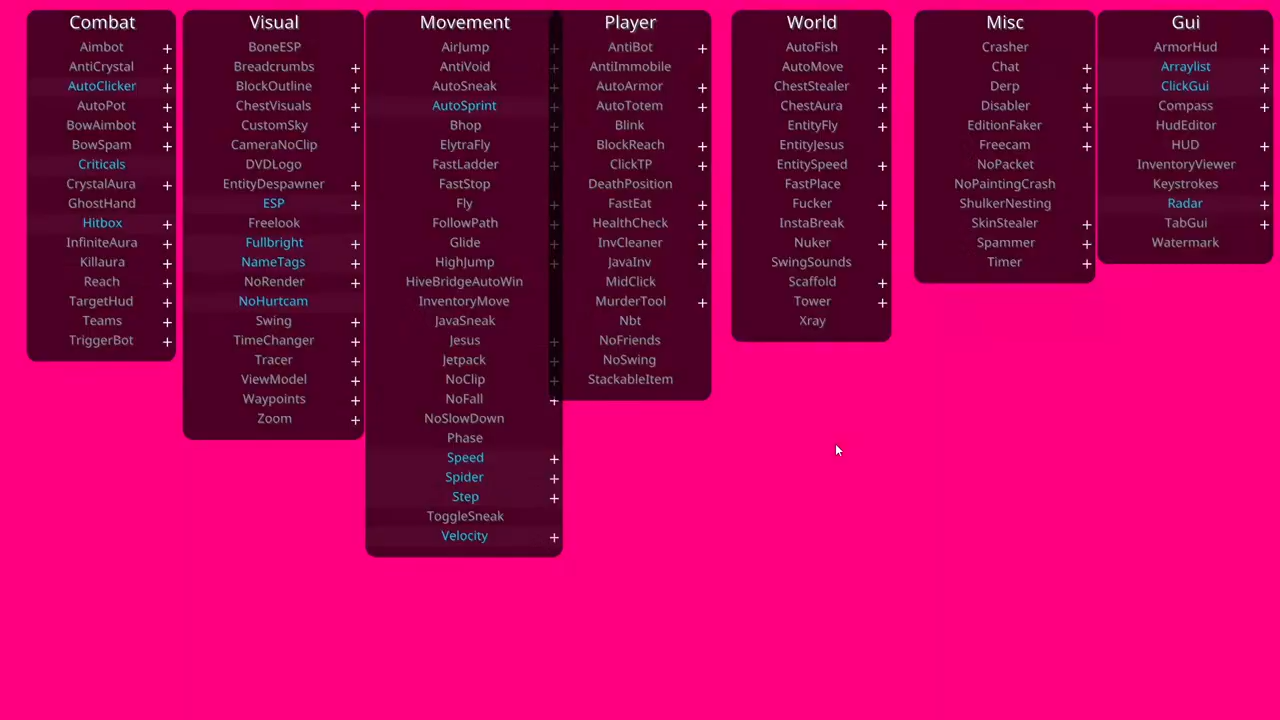 Combat
Aimbot +
AntiCrystal +
AutoClicker +
AutoPot +
BowAimbot +
BowSpam +
Criticals
CrystalAura +
GhostHand
Hitbox +
InfiniteAura +
Killaura +
Reach +
TargetHud +
Teams +
TriggerBot +
Visual
BoneESP
Breadcrumbs +
BlockOutline +
ChestVisuals +
CustomSky +
CameraNoClip
DVDLogo
EntityDespawner +
ESP +
Freelook
Fullbright +
NameTags +
NoRender +
NoHurtcam
Swing +
TimeChanger +
Tracer +
ViewModel +
Waypoints +
Zoom +
Movement
AirJump +
AntiVoid +
AutoSneak +
AutoSprint +
Bhop +
ElytraFly +
FastLadder +
FastStop
Fly +
FollowPath +
Glide +
HighJump +
HiveBridgeAutoWin
InventoryMove
JavaSneak
Jesus +
Jetpack +
NoClip +
NoFall +
NoSlowDown
Phase
Speed +
Spider +
Step +
ToggleSneak
Velocity +
Player
AntiBot +
AntiImmobile
AutoArmor +
AutoTotem +
Blink
BlockReach +
ClickTP +
DeathPosition
FastEat +
HealthCheck +
InvCleaner +
JavaInv +
MidClick
MurderTool +
Nbt
NoFriends
NoSwing
StackableItem
World
AutoFish +
AutoMove +
ChestStealer +
ChestAura +
EntityFly +
EntityJesus
EntitySpeed +
FastPlace
Fucker +
InstaBreak
Nuker +
SwingSounds
Scaffold +
Tower +
Xray
Misc
Crasher
Chat +
Derp +
Disabler +
EditionFaker +
Freecam +
NoPacket
NoPaintingCrash
ShulkerNesting
SkinStealer +
Spammer +
Timer +
Gui
ArmorHud +
Arraylist +
ClickGui +
Compass +
HudEditor
HUD +
InventoryViewer
Keystrokes +
Radar +
TabGui +
Watermark